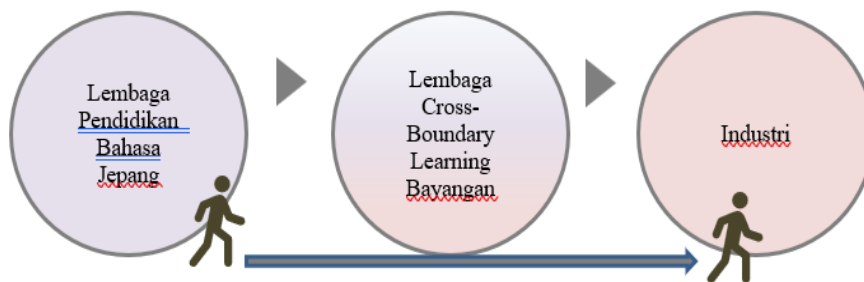 Lembaga
Pendidikan
Bahasa
Jepang
Lembaga
Cross-
Boundary
Learning
Bayangan
Industri